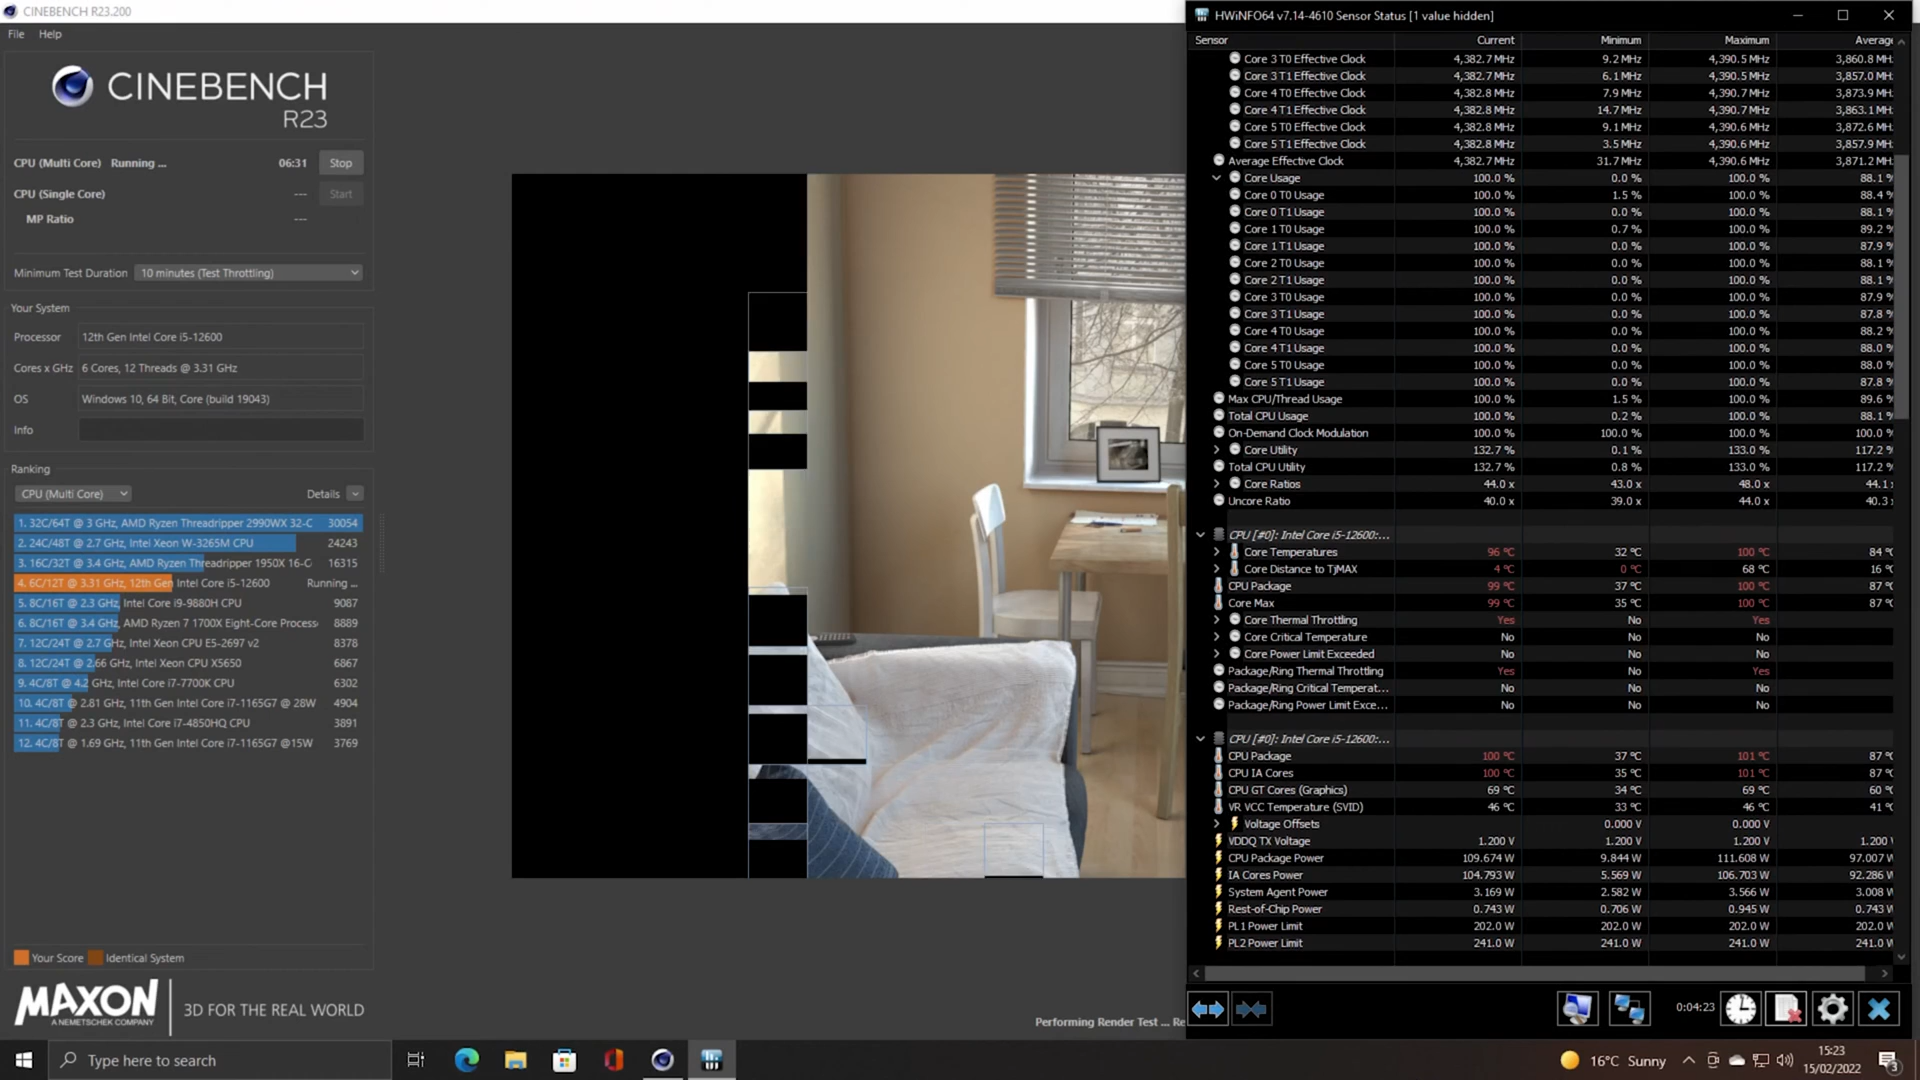 CINEBENCH R23.200
File Help
CINEBENCH
R23
CPU (Multi Core) Running ... 06:31 Stop
CPU (Single Core) --- Start
MP Ratio ---
Minimum Test Duration 10 minutes (Test Throttling)
Your System
Processor 12th Gen Intel Core i5-12600
Cores x GHz 6 Cores, 12 Threads @ 3.31 GHz
OS Windows 10, 64 Bit, Core (build 19043)
Info
Ranking
CPU (Multi Core) Details
1. 32C/64T @ 3 GHz, AMD Ryzen Threadripper 2990WX 32-C 30054
2. 24C/48T @ 2.7 GHz, Intel Xeon W-3265M CPU 24243
3. 16C/32T @ 3.4 GHz, AMD Ryzen Threadripper 1950X 16-C 16315
4. 6C/12T @ 3.31 GHz, 12th Gen Intel Core i5-12600 Running ...
5. 8C/16T @ 2.3 GHz, Intel Core i9-9880H CPU 9087
6. 8C/16T @ 3.4 GHz, AMD Ryzen 7 1700X Eight-Core Process 8889
7. 12C/24T @ 2.7 GHz, Intel Xeon CPU E5-2697 v2 8378
8. 12C/24T @ 2.66 GHz, Intel Xeon CPU X5650 6867
9. 4C/8T @ 4.2 GHz, Intel Core i7-7700K CPU 6302
10. 4C/8T @ 2.81 GHz, 11th Gen Intel Core i7-1165G7 @ 28W 4904
11. 4C/8T @ 2.3 GHz, Intel Core i7-4850HQ CPU 3891
12. 4C/8T @ 1.69 GHz, 11th Gen Intel Core i7-1165G7 @15W 3769
Your Score Identical System
MAXON
A NEMETSCHEK COMPANY
3D FOR THE REAL WORLD
Performing Render Test ... Re
HWiNFO64 v7.14-4610 Sensor Status [1 value hidden]
Sensor Current Minimum Maximum Average
Core 3 T0 Effective Clock 4,382.7 MHz 9.2 MHz 4,390.5 MHz 3,860.8 MH
Core 3 T1 Effective Clock 4,382.7 MHz 6.1 MHz 4,390.5 MHz 3,857.0 MH
Core 4 T0 Effective Clock 4,382.8 MHz 7.9 MHz 4,390.7 MHz 3,873.9 MH
Core 4 T1 Effective Clock 4,382.8 MHz 14.7 MHz 4,390.7 MHz 3,863.1 MH
Core 5 T0 Effective Clock 4,382.8 MHz 9.1 MHz 4,390.6 MHz 3,872.6 MH
Core 5 T1 Effective Clock 4,382.8 MHz 3.5 MHz 4,390.6 MHz 3,857.9 MH
Average Effective Clock 4,382.7 MHz 31.7 MHz 4,390.6 MHz 3,871.2 MH
Core Usage 100.0 % 0.0 % 100.0 % 88.1 %
Core 0 T0 Usage 100.0 % 1.5 % 100.0 % 88.4 %
Core 0 T1 Usage 100.0 % 0.0 % 100.0 % 88.1 %
Core 1 T0 Usage 100.0 % 0.7 % 100.0 % 89.2 %
Core 1 T1 Usage 100.0 % 0.0 % 100.0 % 87.9 %
Core 2 T0 Usage 100.0 % 0.0 % 100.0 % 88.1 %
Core 2 T1 Usage 100.0 % 0.0 % 100.0 % 88.1 %
Core 3 T0 Usage 100.0 % 0.0 % 100.0 % 87.9 %
Core 3 T1 Usage 100.0 % 0.0 % 100.0 % 87.8 %
Core 4 T0 Usage 100.0 % 0.0 % 100.0 % 88.2 %
Core 4 T1 Usage 100.0 % 0.0 % 100.0 % 88.0 %
Core 5 T0 Usage 100.0 % 0.0 % 100.0 % 88.0 %
Core 5 T1 Usage 100.0 % 0.0 % 100.0 % 87.8 %
Max CPU/Thread Usage 100.0 % 1.5 % 100.0 % 89.6 %
Total CPU Usage 100.0 % 0.2 % 100.0 % 88.1 %
On-Demand Clock Modulation 100.0 % 100.0 % 100.0 % 100.0 %
Core Utility 132.7 % 0.1 % 133.0 % 117.2 %
Total CPU Utility 132.7 % 0.8 % 133.0 % 117.2 %
Core Ratios 44.0 x 43.0 x 48.0 x 44.1
Uncore Ratio 40.0 x 39.0 x 44.0 x 40.3
CPU [#0]: Intel Core i5-12600:...
Core Temperatures 96 °C 32 °C 100 °C 84 °C
Core Distance to TjMAX 4 °C 0 °C 68 °C 16 °C
CPU Package 99 °C 37 °C 100 °C 87 °C
Core Max 99 °C 35 °C 100 °C 87 °C
Core Thermal Throttling Yes No Yes
Core Critical Temperature No No No
Core Power Limit Exceeded No No No
Package/Ring Thermal Throttling Yes No Yes
Package/Ring Critical Temperat... No No No
Package/Ring Power Limit Exce... No No No
CPU [#0]: Intel Core i5-12600:...
CPU Package 100 °C 37 °C 101 °C 87 °C
CPU IA Cores 100 °C 35 °C 101 °C 87 °C
CPU GT Cores (Graphics) 69 °C 34 °C 69 °C 60 °C
VR VCC Temperature (SVID) 46 °C 33 °C 46 °C 41 °C
Voltage Offsets 0.000 V 0.000 V
VDDQ TX Voltage 1.200 V 1.200 V 1.200 V 1.200
CPU Package Power 109.674 W 9.844 W 111.608 W 97.007 W
IA Cores Power 104.793 W 5.569 W 106.703 W 92.286 W
System Agent Power 3.169 W 2.582 W 3.566 W 3.008 W
Rest-of-Chip Power 0.743 W 0.706 W 0.945 W 0.743 W
PL1 Power Limit 202.0 W 202.0 W 202.0 W 202.0 W
PL2 Power Limit 241.0 W 241.0 W 241.0 W 241.0 W
0:04:23
Type here to search
16°C Sunny
15:23
15/02/2022
3